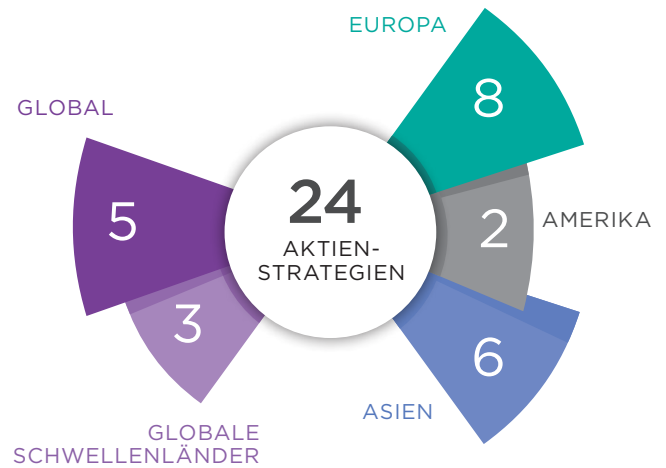 EUROPA
8
GLOBAL
5
24
AKTIEN-
STRATEGIEN
2
AMERIKA
3
6
ASIEN
GLOBALE
SCHWELLENLÄNDER